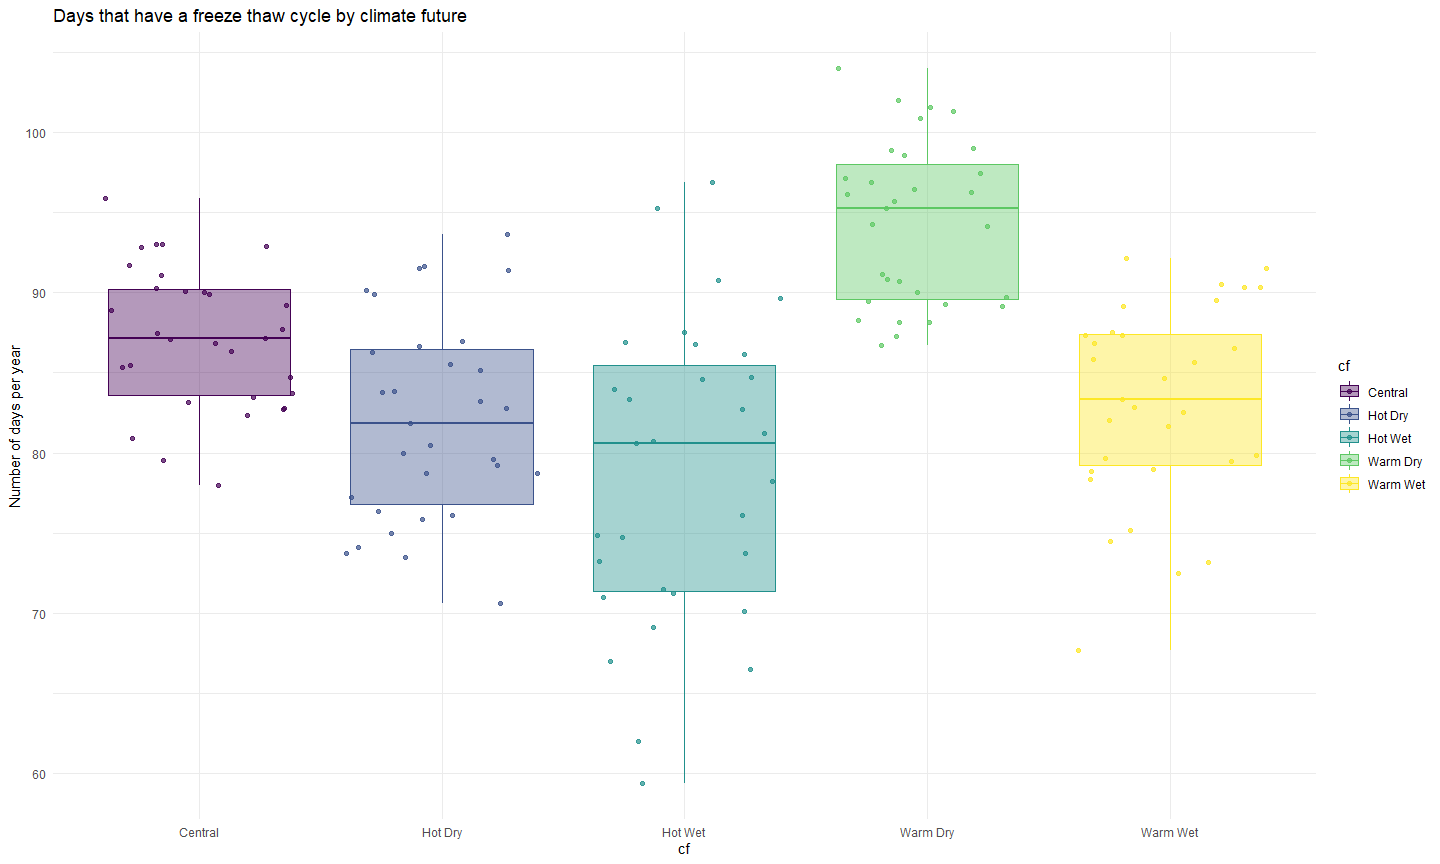 Days that have a freeze thaw cycle by climate future
Number of days per year
100
90
80
70
60
Central
Hot Dry
Hot Wet
Warm Dry
Warm Wet
cf
cf
Central
Hot Dry
Hot Wet
Warm Dry
Warm Wet